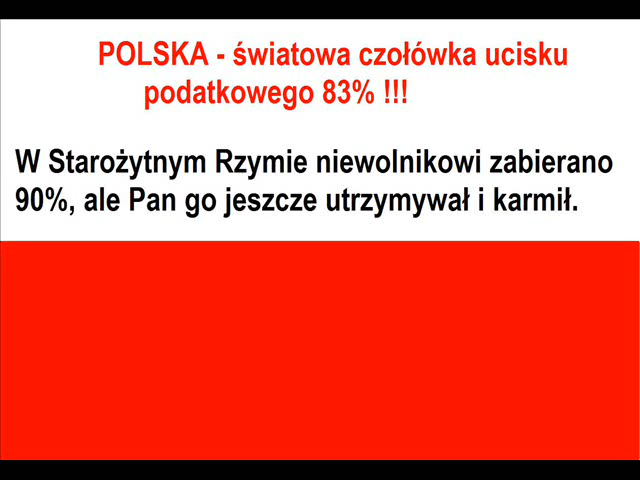 POLSKA - światowa czołówka ucisku
podatkowego 83% !!!
W Starożytnym Rzymie niewolnikowi zabierano
90%, ale Pan go jeszcze utrzymywał i karmił.